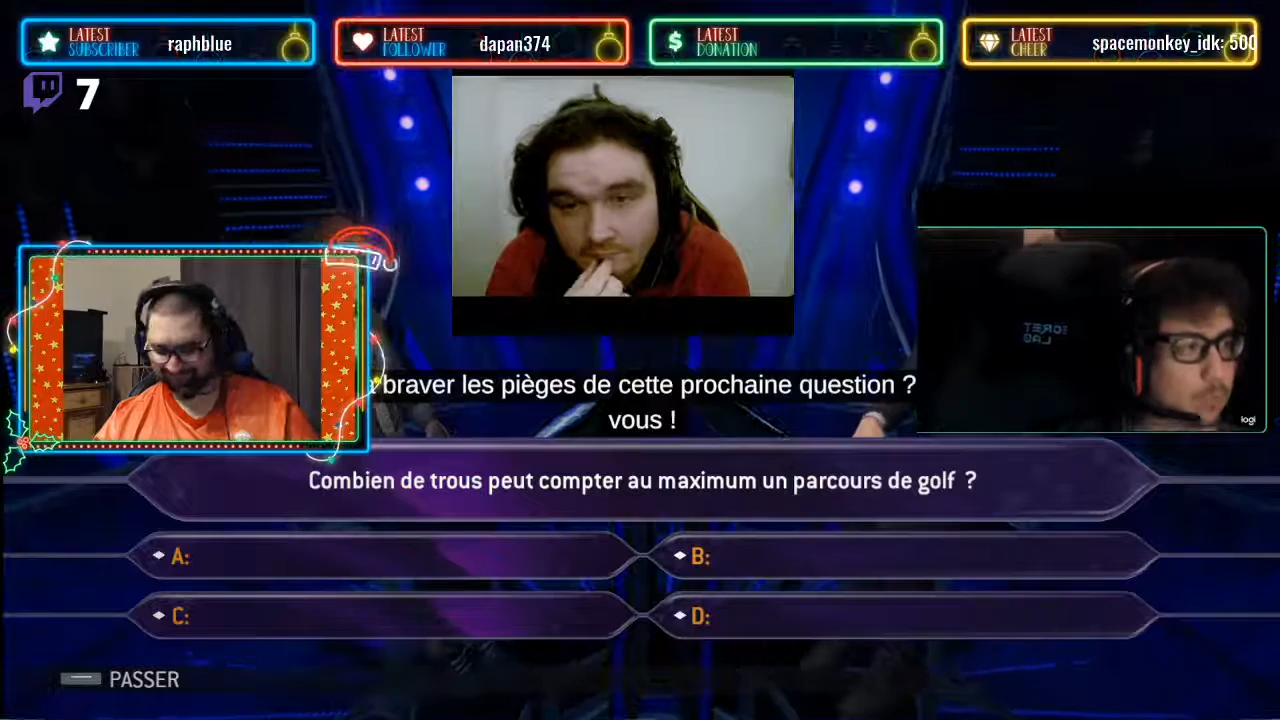 LATEST
SUBSCRIBER
raphblue
LATEST
FOLLOWER
dapan374
LATEST
DONATION
LATEST
CHEER
spacemonkey_idk: 500
7
logi
braver les pièges de cette prochaine question ?
vous !
Combien de trous peut compter au maximum un parcours de golf ?
A:
B:
C:
D:
PASSER